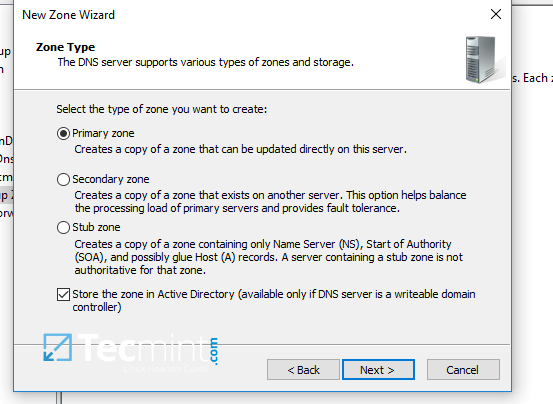 New Zone Wizard
Zone Type
The DNS server supports various types of zones and storage.
Select the type of zone you want to create:
Primary zone
Creates a copy of a zone that can be updated directly on this server.
Secondary zone
Creates a copy of a zone that exists on another server. This option helps balance
the processing load of primary servers and provides fault tolerance.
Stub zone
Creates a copy of a zone containing only Name Server (NS), Start of Authority
(SOA), and possibly glue Host (A) records. A server containing a stub zone is not
authoritative for that zone.
Store the zone in Active Directory (available only if DNS server is a writeable domain
controller)
Tecmint.com
< Back
Next >
Cancel
s. Each z
up
n
nD
Dns
cm
up Z
orw